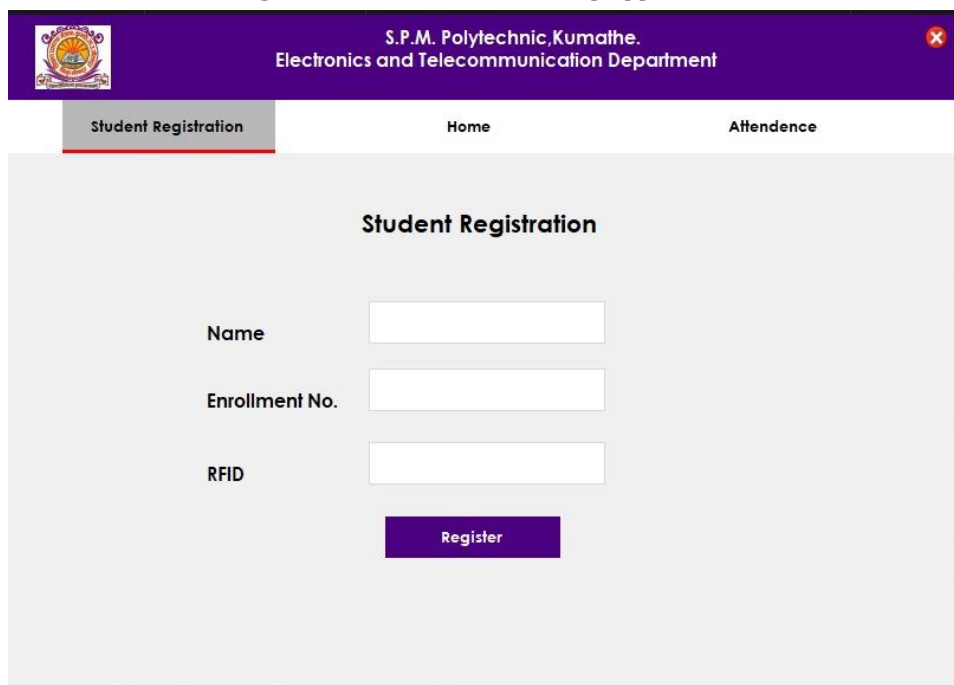 S.P.M. Polytechnic,Kumathe.
Electronics and Telecommunication Department
Student Registration
Home
Attendence
Student Registration
Name
Enrollment No.
RFID
Register